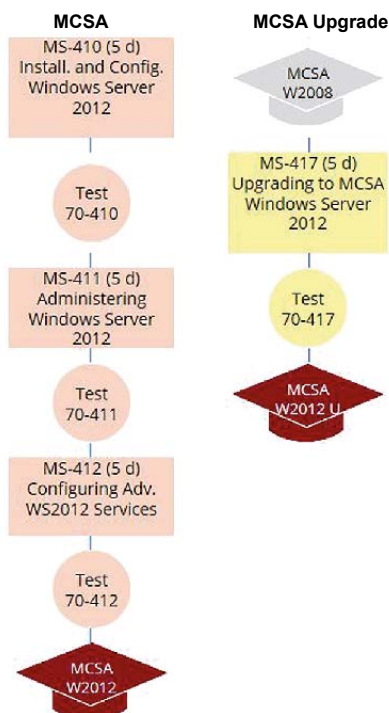 MCSA
MS-410 (5 d)
Install. and Config.
Windows Server
2012
Test
70-410
MS-411 (5 d)
Administering
Windows Server
2012
Test
70-411
MS-412 (5 d)
Configuring Adv.
WS2012 Services
Test
70-412
MCSA
W2012
MCSA Upgrade
MCSA
W2008
MS-417 (5 d)
Upgrading to MCSA
Windows Server
2012
Test
70-417
MCSA
W2012 U